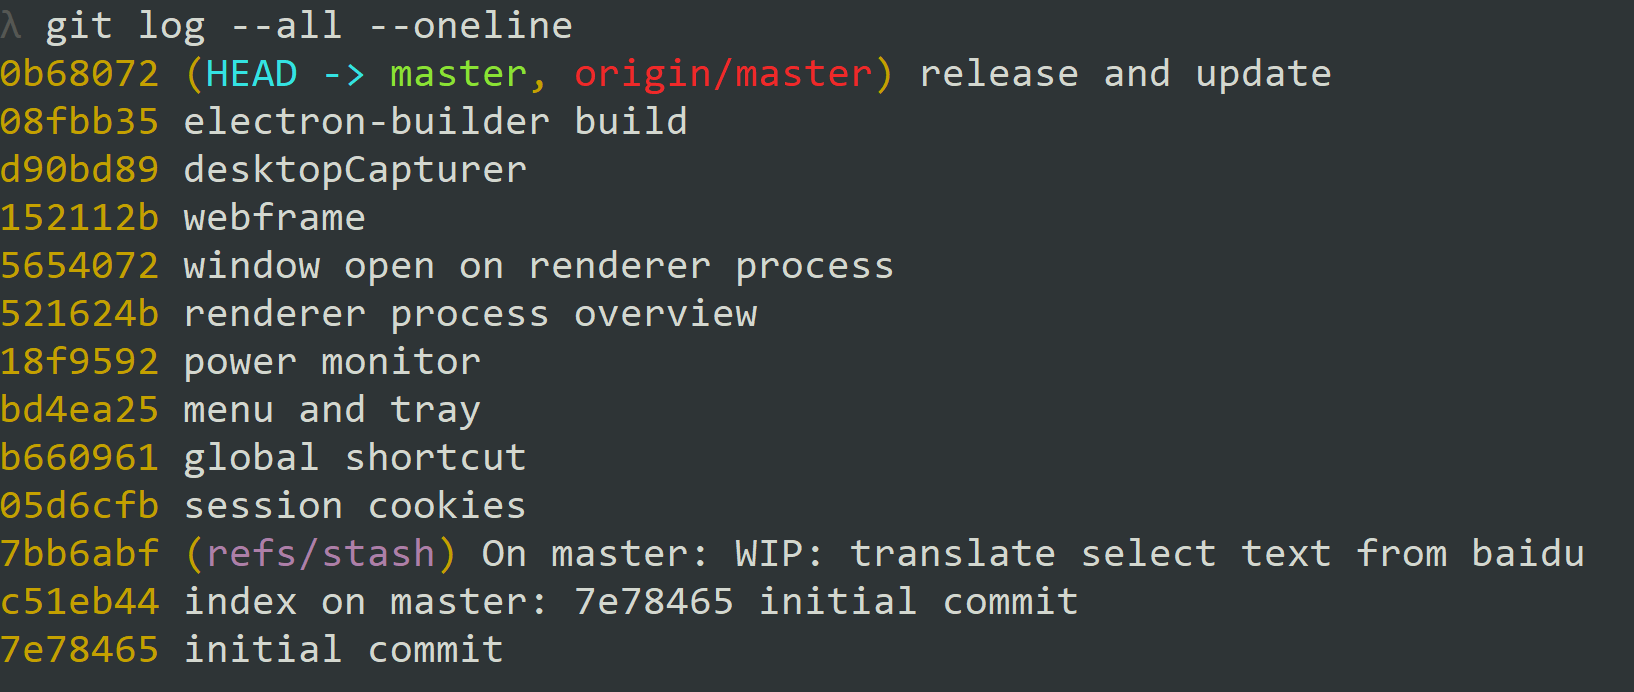 λ git log --all --oneline
0b68072 (HEAD -> master, origin/master) release and update
08fbb35 electron-builder build
d90bd89 desktopCapturer
152112b webframe
5654072 window open on renderer process
521624b renderer process overview
18f9592 power monitor
bd4ea25 menu and tray
b660961 global shortcut
05d6cfb session cookies
7bb6abf (refs/stash) On master: WIP: translate select text from baidu
c51eb44 index on master: 7e78465 initial commit
7e78465 initial commit